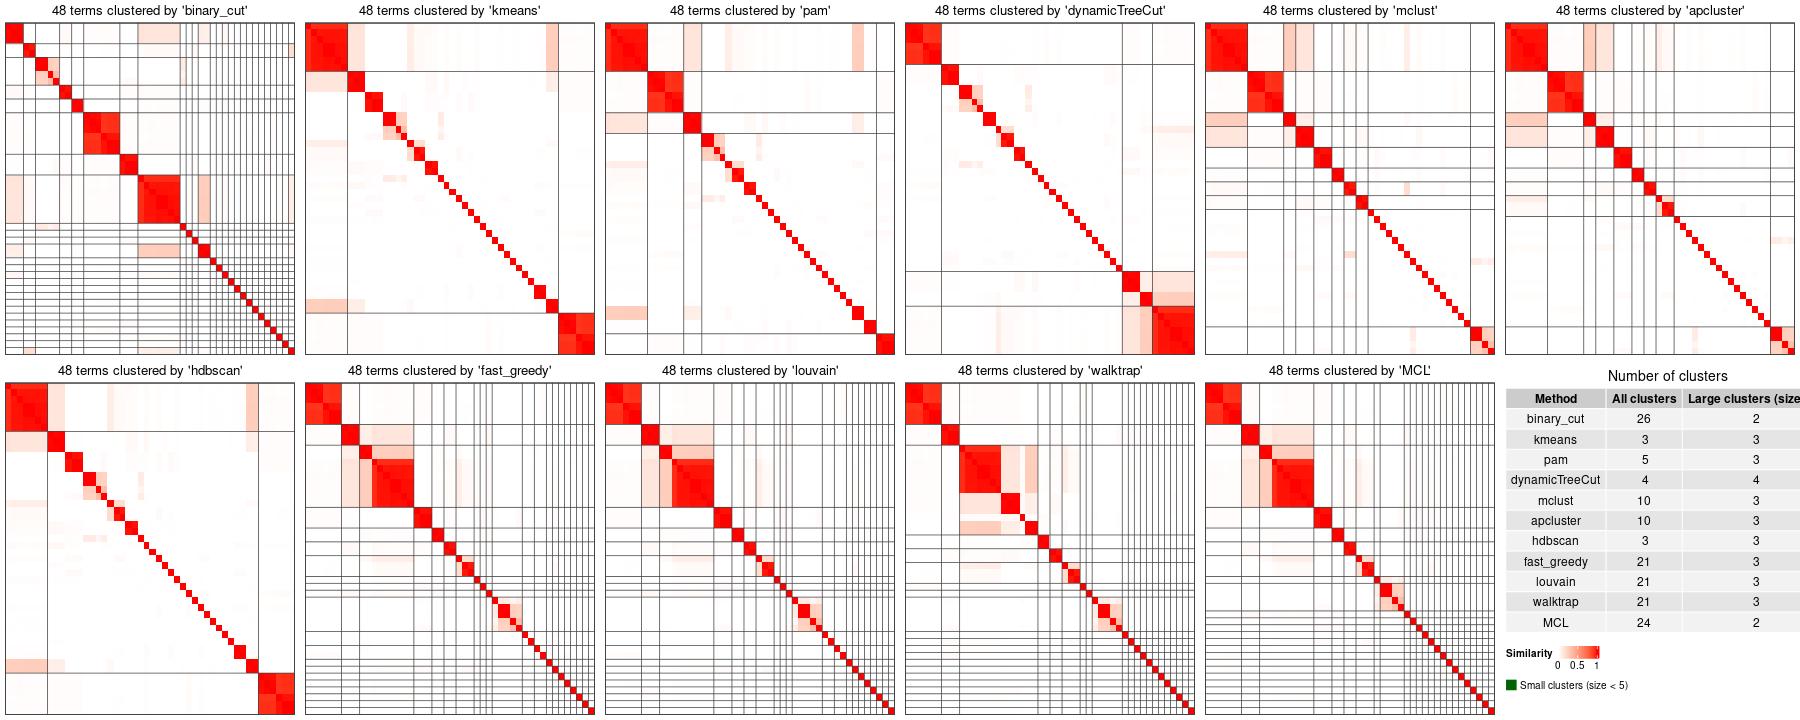 48 terms clustered by 'binary_cut'
48 terms clustered by 'kmeans'
48 terms clustered by 'pam'
48 terms clustered by 'dynamicTreeCut'
48 terms clustered by 'mclust'
48 terms clustered by 'apcluster'
48 terms clustered by 'hdbscan'
48 terms clustered by 'fast_greedy'
48 terms clustered by 'louvain'
48 terms clustered by 'walktrap'
48 terms clustered by 'MCL'
Number of clusters
Method All clusters Large clusters (size
binary_cut 26 2
kmeans 3 3
pam 5 3
dynamicTreeCut 4 4
mclust 10 3
apcluster 10 3
hdbscan 3 3
fast_greedy 21 3
louvain 21 3
walktrap 21 3
MCL 24 2
Similarity
0 0.5 1
Small clusters (size < 5)